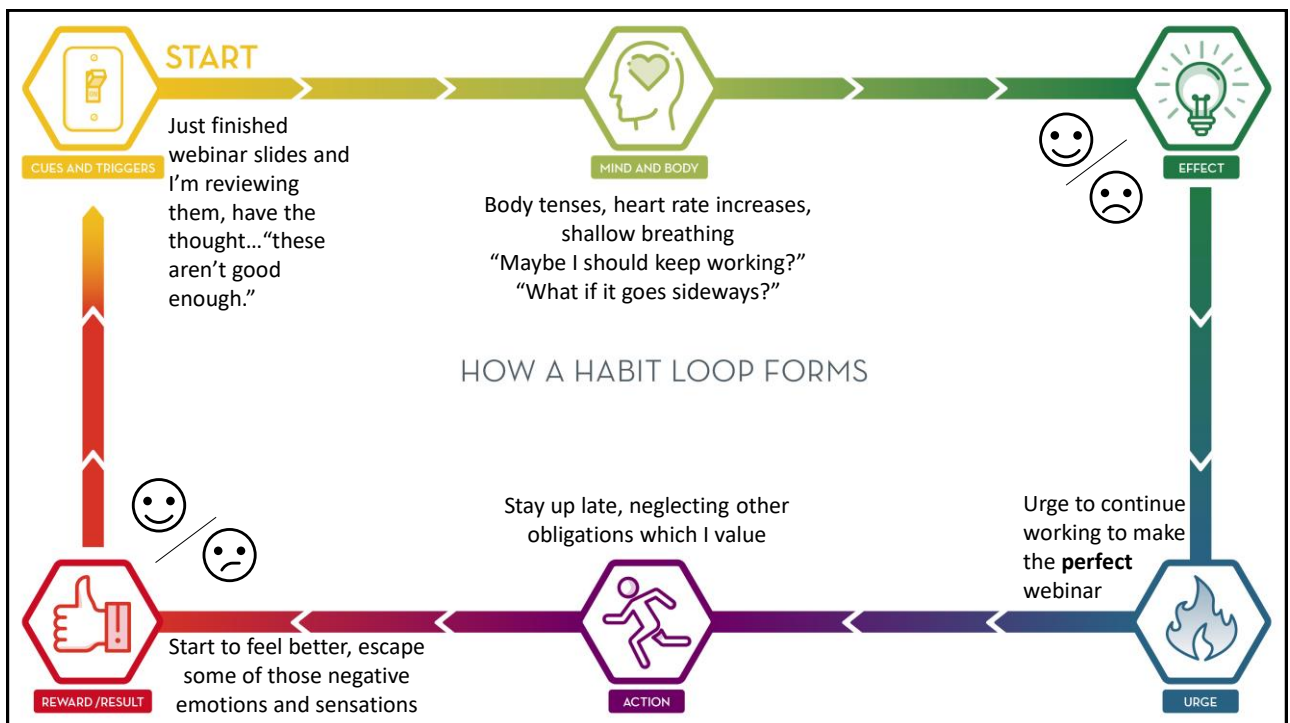 START
CUES AND TRIGGERS
Just finished
webinar slides and
I'm reviewing
them, have the
thought…"these
aren't good
enough."
MIND AND BODY
Body tenses, heart rate increases,
shallow breathing
"Maybe I should keep working?"
"What if it goes sideways?"
EFFECT
HOW A HABIT LOOP FORMS
Urge to continue
working to make
the perfect
webinar
URGE
Stay up late, neglecting other
obligations which I value
ACTION
Start to feel better, escape
some of those negative
emotions and sensations
REWARD/RESULT